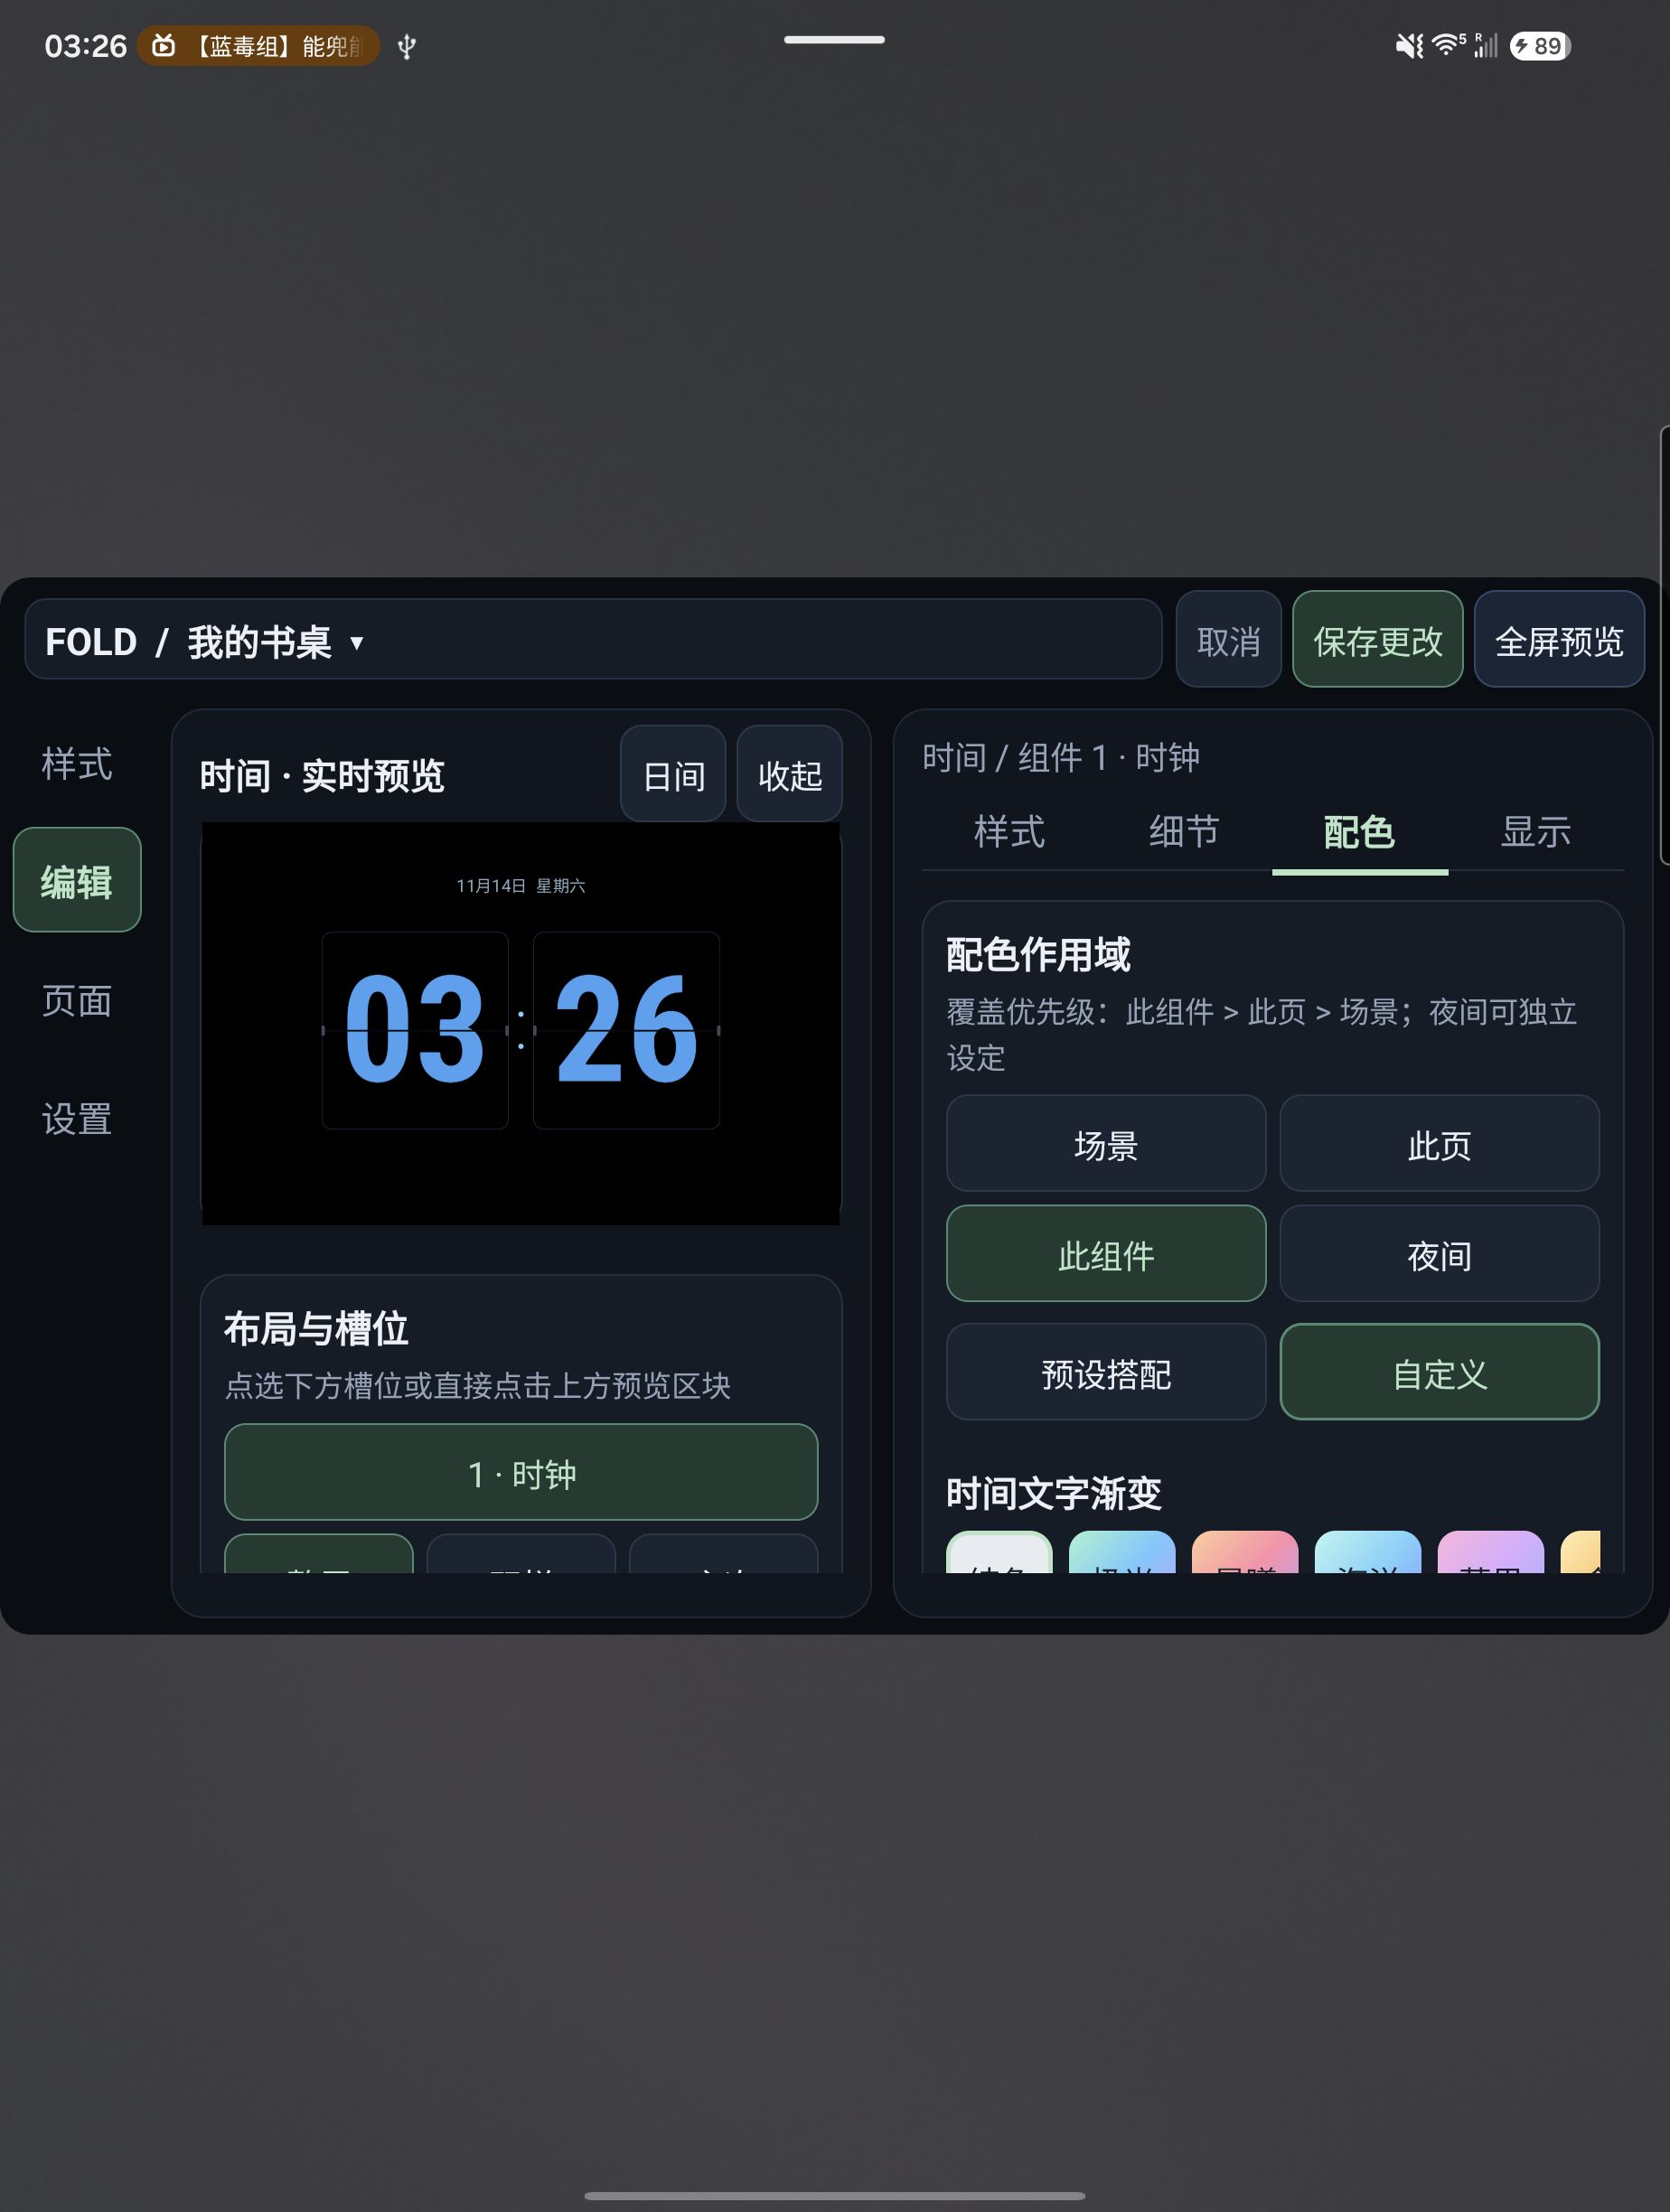 03:26
【蓝毒组】能兜
5
R
89
FOLD / 我的书桌 ▼
取消
保存更改
全屏预览
样式
编辑
页面
设置
时间 · 实时预览
日间
收起
11月14日 星期六
03:26
布局与槽位
点选下方槽位或直接点击上方预览区块
1 · 时钟
时间 / 组件 1 · 时钟
样式
细节
配色
显示
配色作用域
覆盖优先级：此组件 > 此页 > 场景；夜间可独立
设定
场景
此页
此组件
夜间
预设搭配
自定义
时间文字渐变